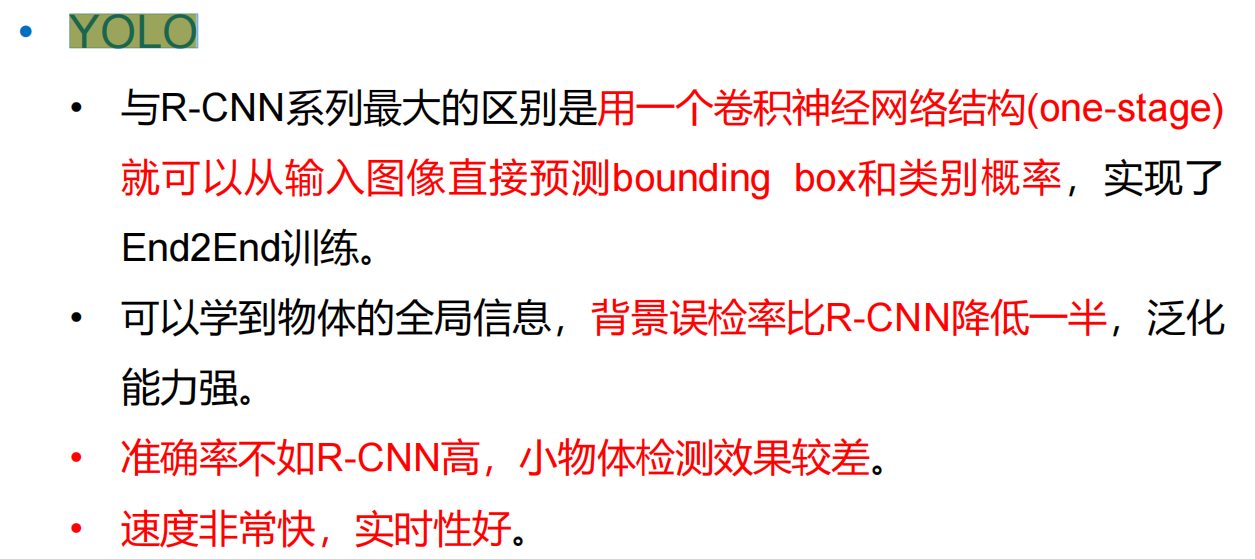 • YOLO
• 与R-CNN系列最大的区别是用一个卷积神经网络结构(one-stage)
就可以从输入图像直接预测bounding box和类别概率，实现了
End2End训练。
• 可以学到物体的全局信息，背景误检率比R-CNN降低一半，泛化
能力强。
• 准确率不如R-CNN高，小物体检测效果较差。
• 速度非常快，实时性好。